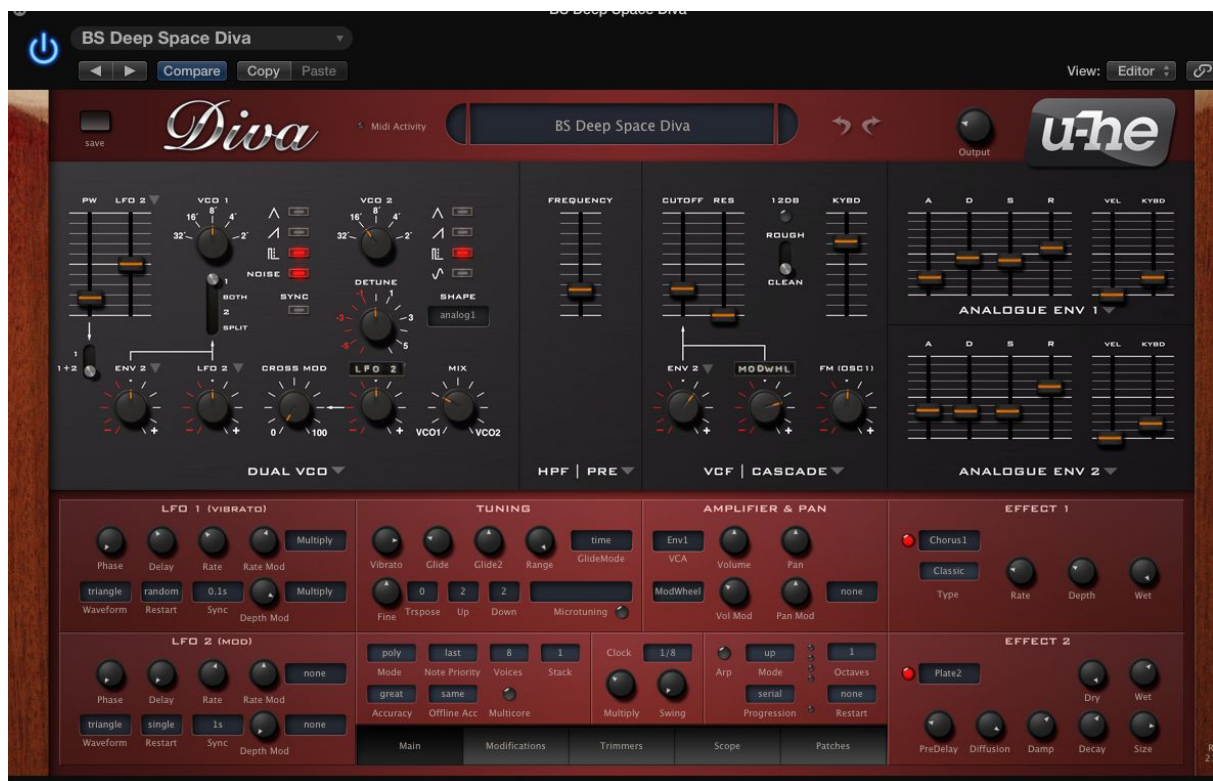 BS Deep Space Diva
BS Deep Space Diva
Compare Copy Paste
View: Editor
save
Diva
Midi Activity
BS Deep Space Diva
Output
u-he
PW LFO 2 VCO 1 VCO 2
32' 16' 8' 4' 2'
32' 16' 8' 4' 2'
NOISE
1
BOTH
2
SPLIT
SYNC
DETUNE
-5 -3 -1 1 3 5
SHAPE
analog1
1
1+2
ENV 2 LFO 2 CROSS MOD LFO 2 MIX
- + - + 0 100 - + VCO1 VCO2
DUAL VCO
FREQUENCY
HPF | PRE
CUTOFF RES 12DB KYBD
ROUGH
CLEAN
ENV 2 MODWHL FM (OSC1)
- + - + - +
VCF | CASCADE
A D S R VEL KYBD
ANALOGUE ENV 1
A D S R VEL KYBD
ANALOGUE ENV 2
LFO 1 (VIBRATO)
Multiply
Phase Delay Rate Rate Mod
triangle random 0.1s Multiply
Waveform Restart Sync Depth Mod
LFO 2 (MOD)
none
Phase Delay Rate Rate Mod
triangle single 1s none
Waveform Restart Sync Depth Mod
TUNING
time
Vibrato Glide Glide2 Range GlideMode
0 2 2
Fine Trspose Up Down Microtuning
poly last 8 1
Mode Note Priority Voices Stack
great same
Accuracy Offline Acc Multicore
Clock 1/8
Multiply Swing
AMPLIFIER & PAN
Env1
VCA Volume Pan
ModWheel none
Vol Mod Pan Mod
up 1
Arp Mode Octaves
serial none
Progression Restart
Main Modifications Trimmers Scope Patches
EFFECT 1
Chorus1
Classic
Type Rate Depth Wet
EFFECT 2
Plate2
Dry Wet
PreDelay Diffusion Damp Decay Size